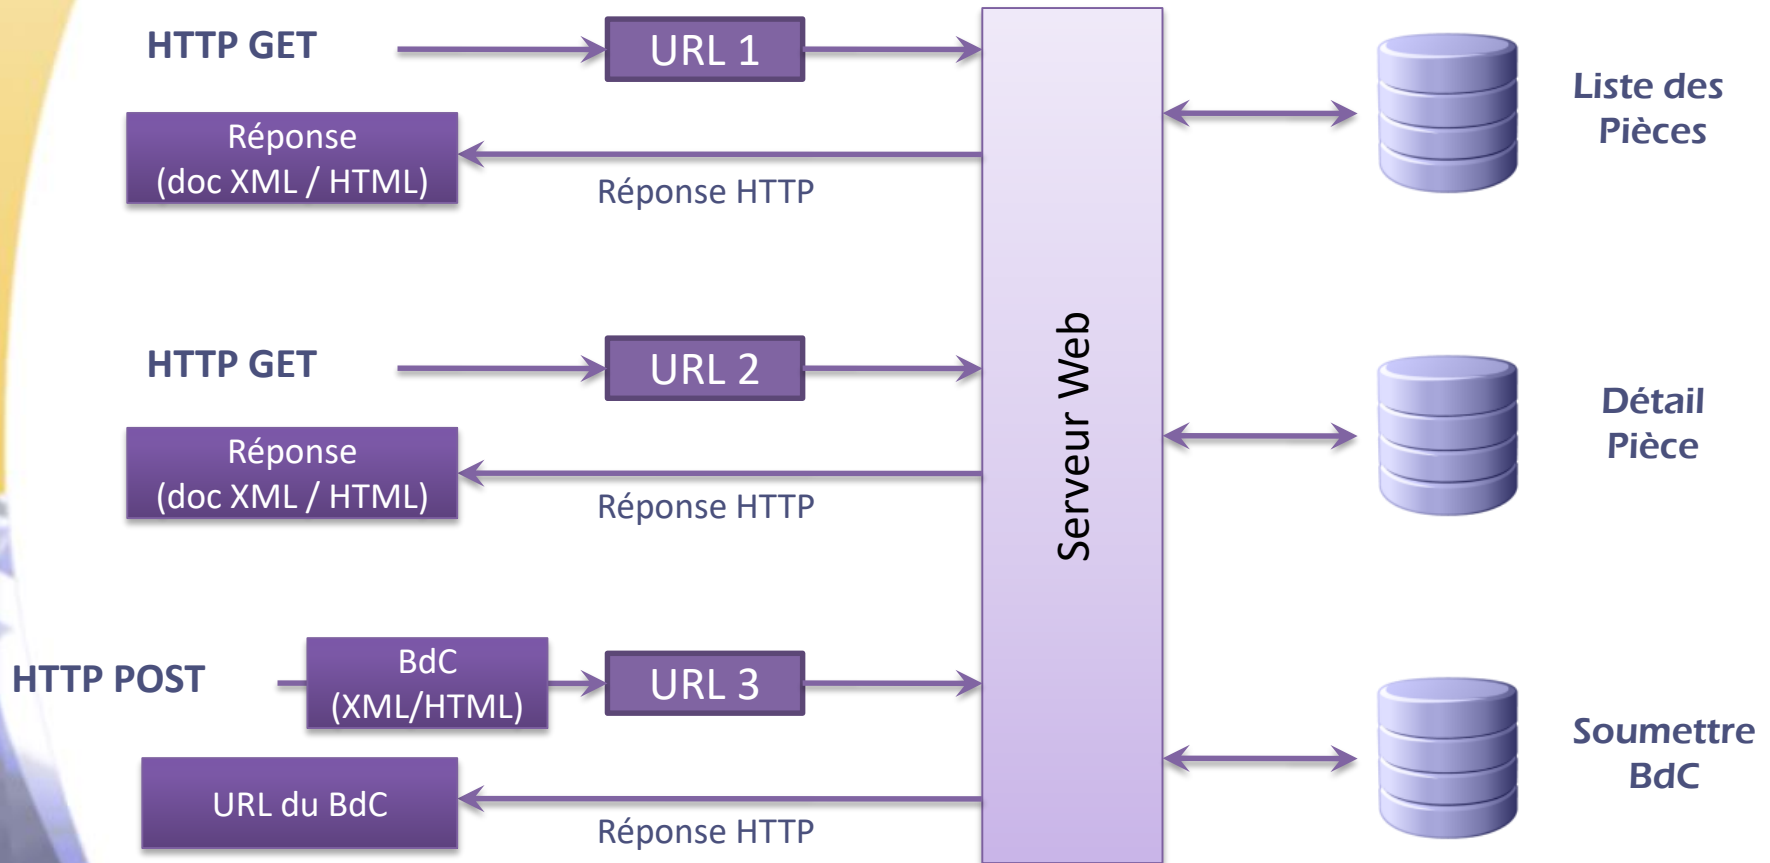 HTTP GET
URL 1
Réponse
(doc XML / HTML)
Réponse HTTP
Liste des
Pièces
HTTP GET
URL 2
Réponse
(doc XML / HTML)
Réponse HTTP
Serveur Web
Détail
Pièce
HTTP POST
BdC
(XML/HTML)
URL 3
URL du BdC
Réponse HTTP
Soumettre
BdC